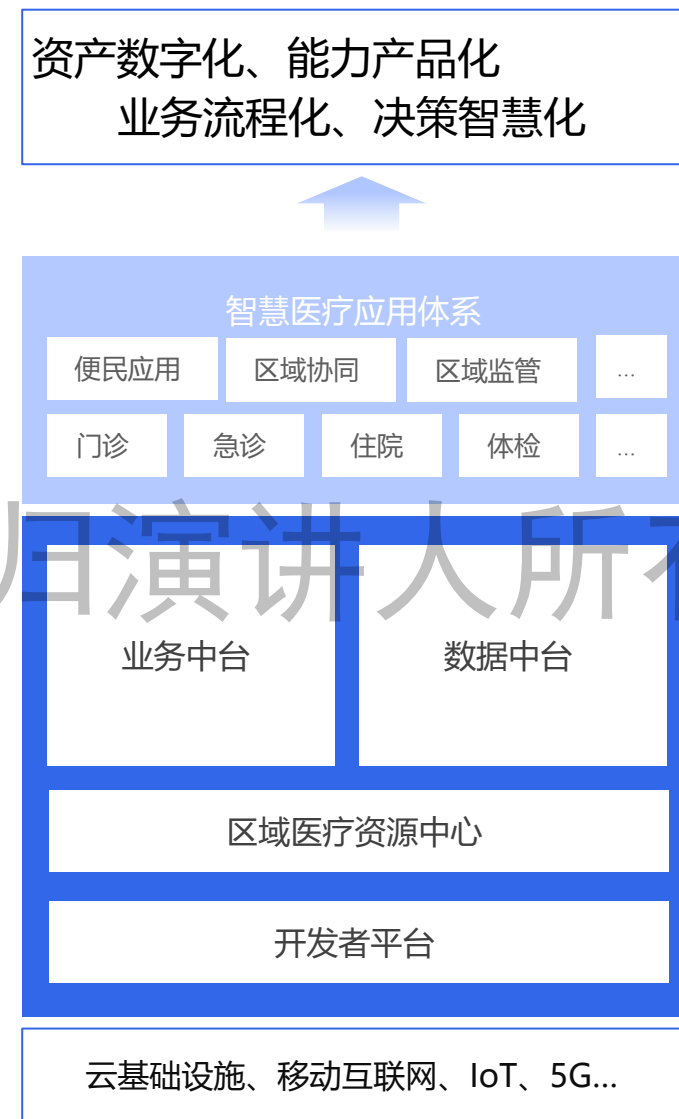 资产数字化、能力产品化
业务流程化、决策智慧化
智慧医疗应用体系
便民应用 区域协同 区域监管 ...
门诊 急诊 住院 体检 ...
归演讲人所有
业务中台 数据中台
区域医疗资源中心
开发者平台
云基础设施、移动互联网、IoT、5G...